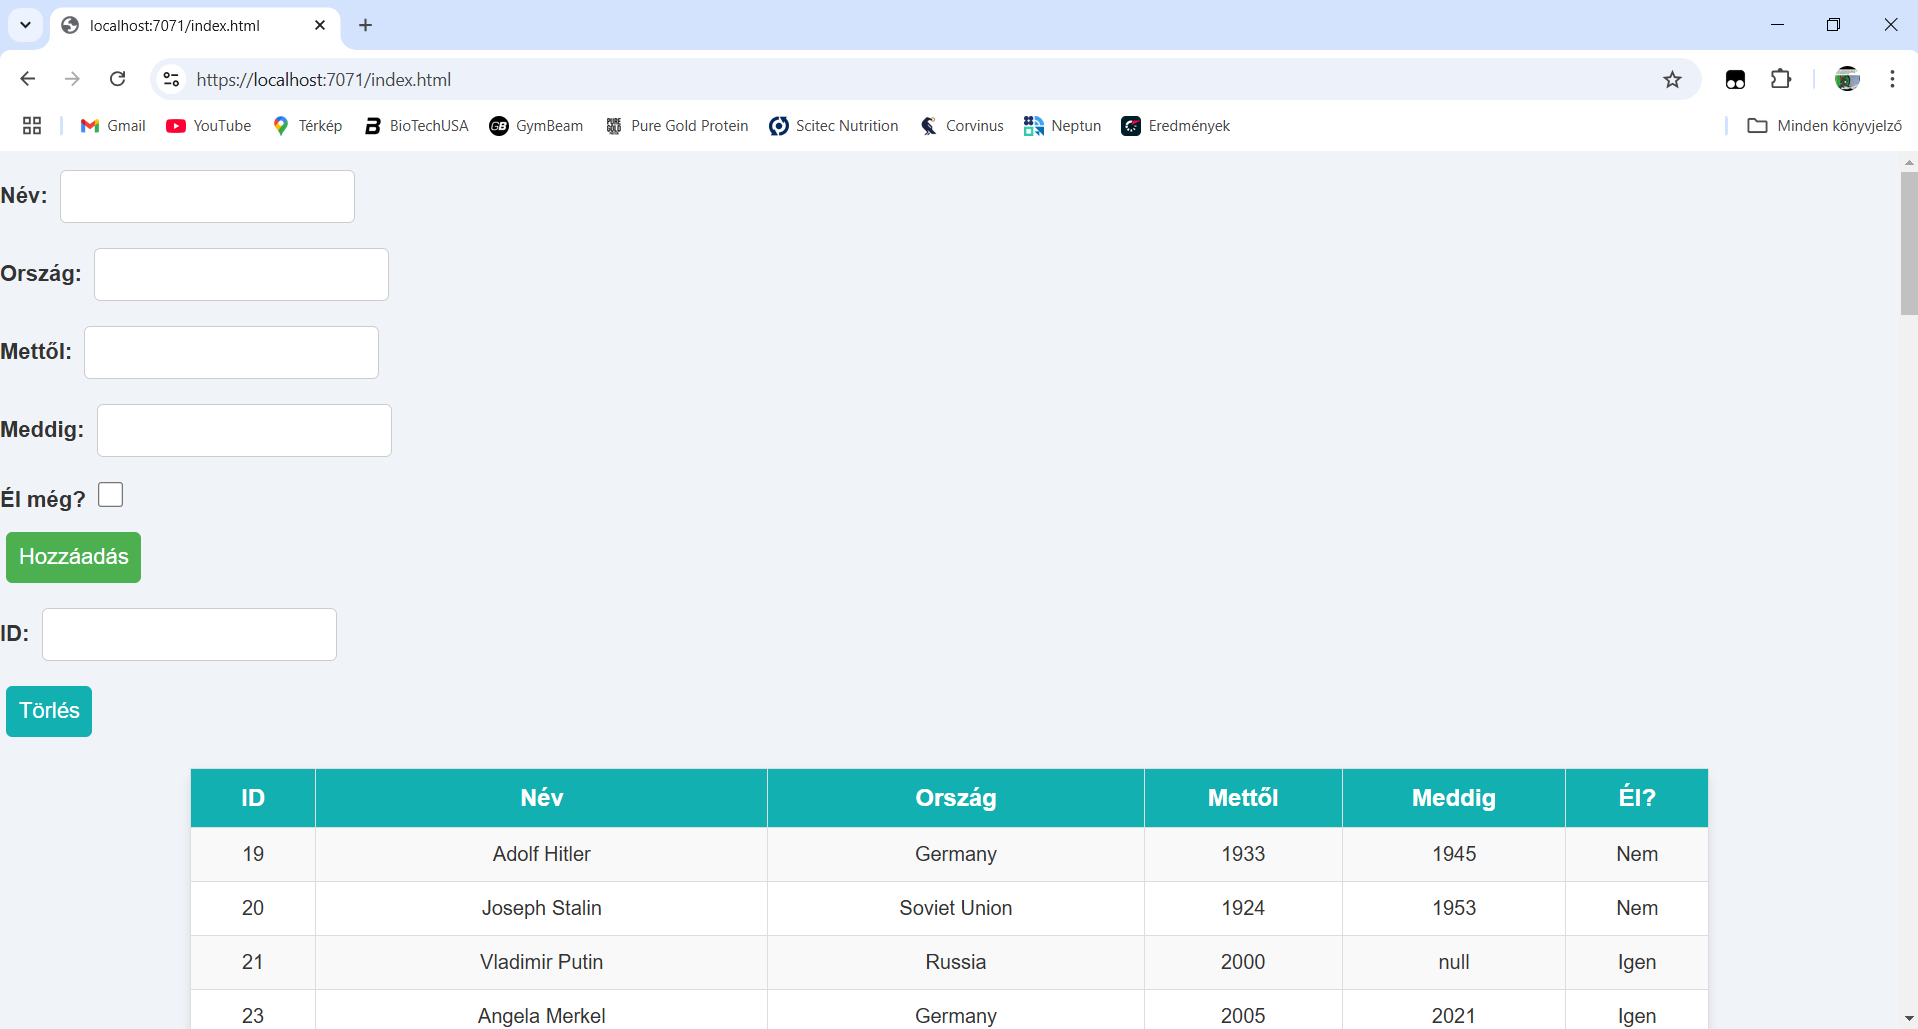 localhost:7071/index.html
https://localhost:7071/index.html
Gmail YouTube Térkép BioTechUSA GymBeam Pure Gold Protein Scitec Nutrition Corvinus Neptun Eredmények Minden könyvjelző
Név:
Ország:
Mettől:
Meddig:
Él még?
Hozzáadás
ID:
Törlés
ID Név Ország Mettől Meddig Él?
19 Adolf Hitler Germany 1933 1945 Nem
20 Joseph Stalin Soviet Union 1924 1953 Nem
21 Vladimir Putin Russia 2000 null Igen
23 Angela Merkel Germany 2005 2021 Igen